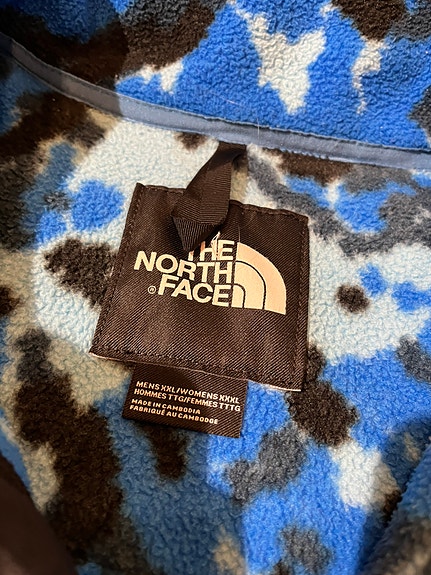 THE
NORTH
®FACE
MENS XXL/WOMENS XXXL
HOMMES TTG/FEMMES TTTG
MADE IN CAMBODIA
FABRIQUÉ AU CAMBODGE